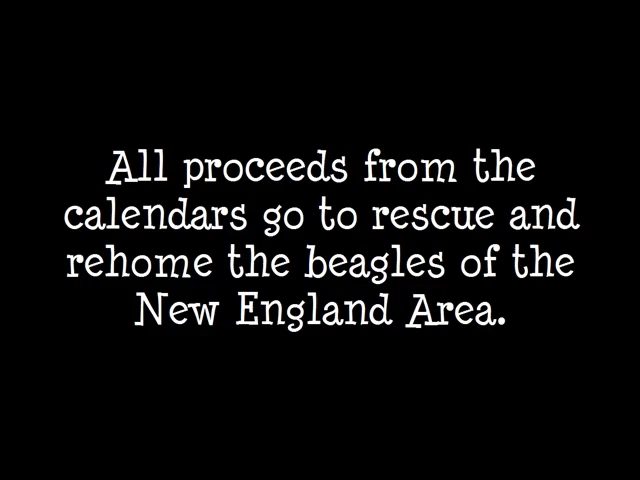 All proceeds from the
calendars go to rescue and
rehome the beagles of the
New England Area.